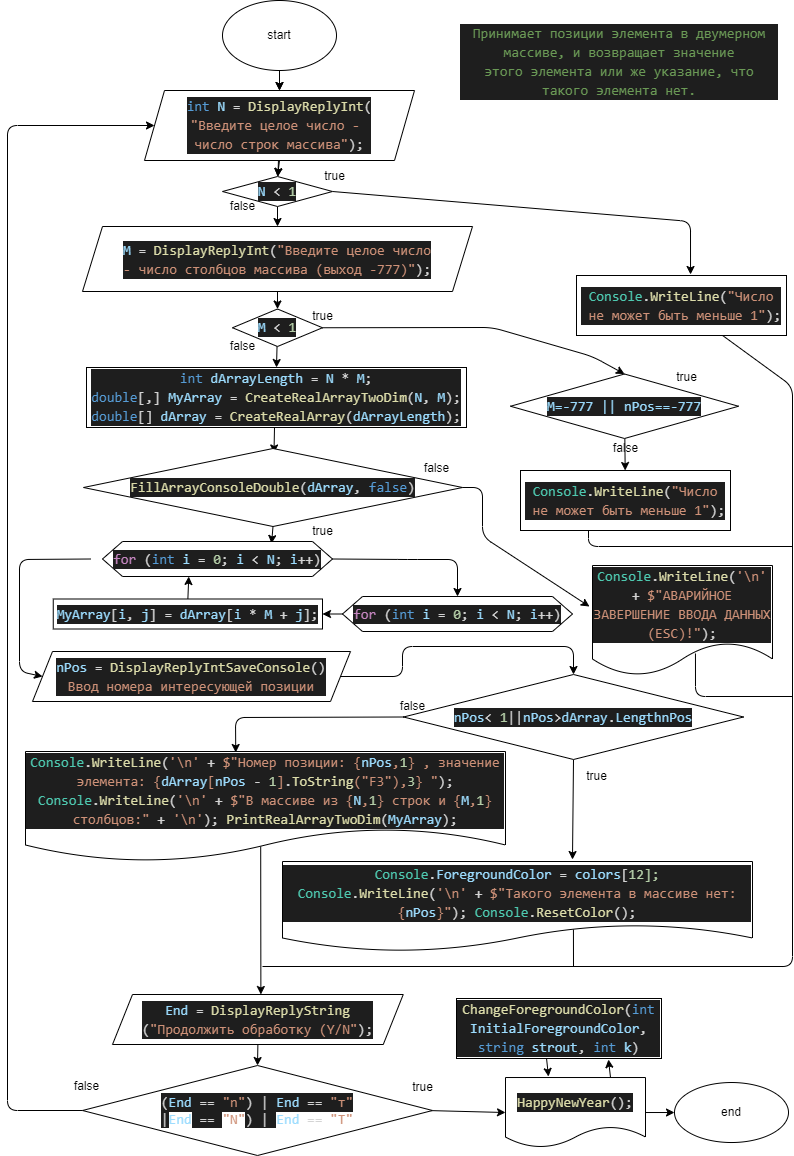 start
Принимает позиции элемента в двумерном
массиве, и возвращает значение
этого элемента или же указание, что
такого элемента нет.
int N = DisplayReplyInt(
"Введите целое число -
число строк массива");
true
N < 1
false
M = DisplayReplyInt("Введите целое число
- число столбцов массива (выход -777)");
Console.WriteLine("Число
не может быть меньше 1");
true
M < 1
false
int dArrayLength = N * M;
double[,] MyArray = CreateRealArrayTwoDim(N, M);
double[] dArray = CreateRealArray(dArrayLength);
true
M=-777 || nPos==-777
false
false
FillArrayConsoleDouble(dArray, false)
Console.WriteLine("Число
не может быть меньше 1");
true
for (int i = 0; i < N; i++)
Console.WriteLine('\n'
+ $"АВАРИЙНОЕ
ЗАВЕРШЕНИЕ ВВОДА ДАННЫХ
(ESC)!");
MyArray[i, j] = dArray[i * M + j];
for (int i = 0; i < N; i++)
nPos = DisplayReplyIntSaveConsole()
Ввод номера интересующей позиции
false
nPos< 1||nPos>dArray.LengthnPos
true
Console.WriteLine('\n' + $"Номер позиции: {nPos,1} , значение
элемента: {dArray[nPos - 1].ToString("F3"),3} ");
Console.WriteLine('\n' + $"В массиве из {N,1} строк и {M,1}
столбцов:" + '\n'); PrintRealArrayTwoDim(MyArray);
Console.ForegroundColor = colors[12];
Console.WriteLine('\n' + $"Такого элемента в массиве нет:
{nPos}"); Console.ResetColor();
End = DisplayReplyString
("Продолжить обработку (Y/N");
ChangeForegroundColor(int
InitialForegroundColor,
string strout, int k)
false
true
(End == "n") | End == "т"
|End == "N") | End == "Т"
HappyNewYear();
end